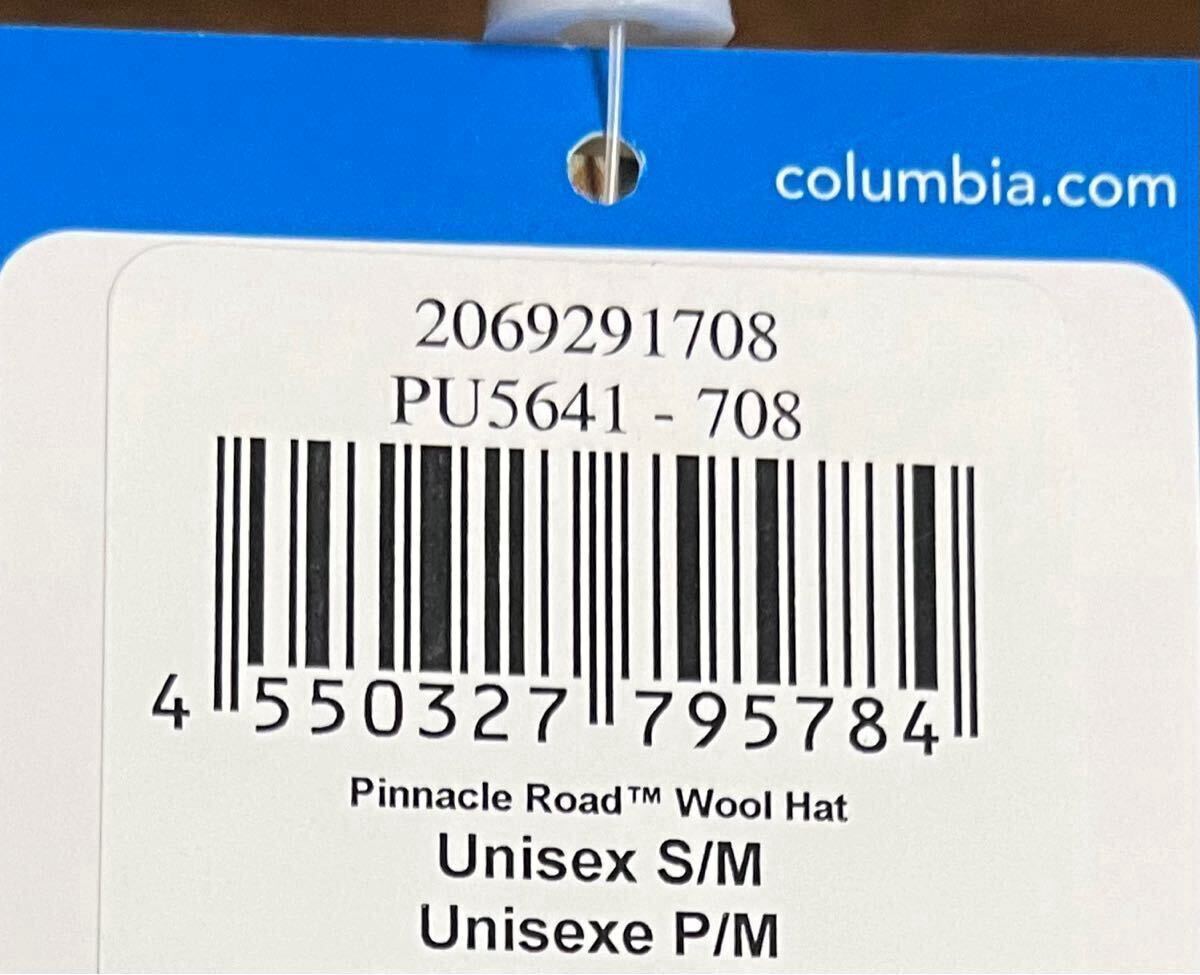 columbia.com
2069291708
PU5641 - 708
4 550327 795784
Pinnacle Road™ Wool Hat
Unisex S/M
Unisexe P/M